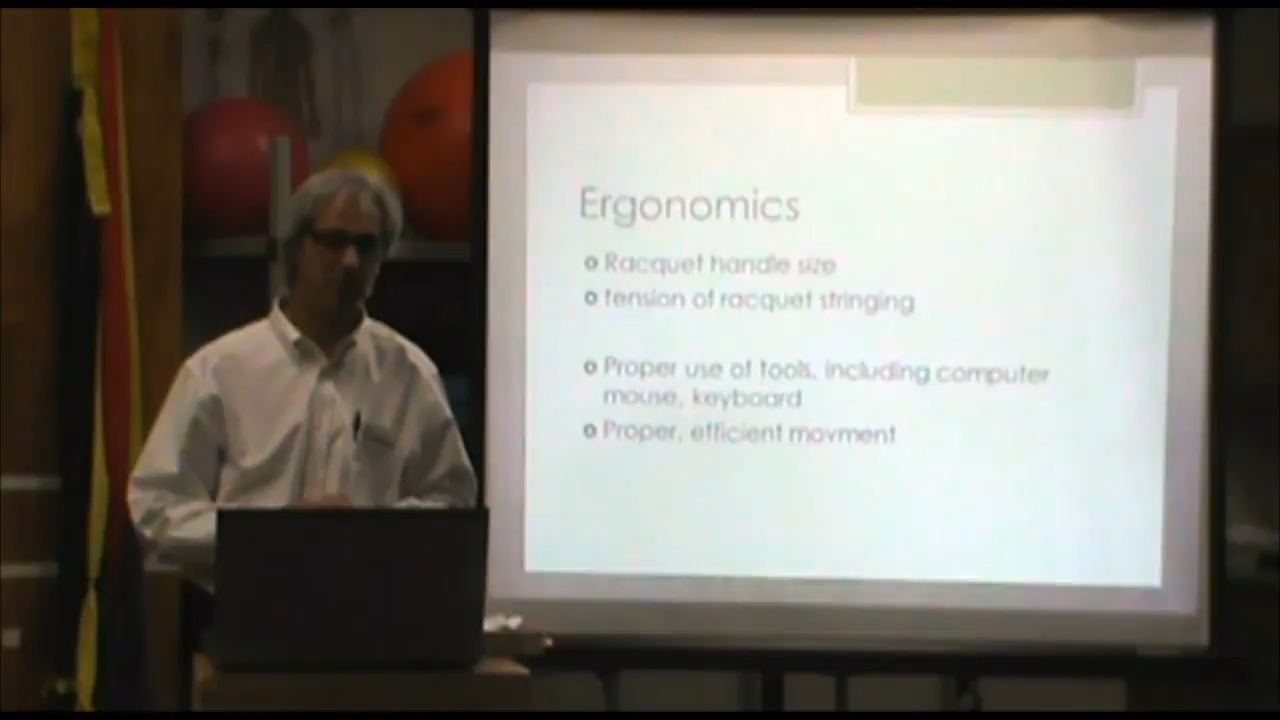 Ergonomics
Racquet handle size
tension of racquet stringing
Proper use of tools, including computer
mouse, keyboard
Proper, efficient movment